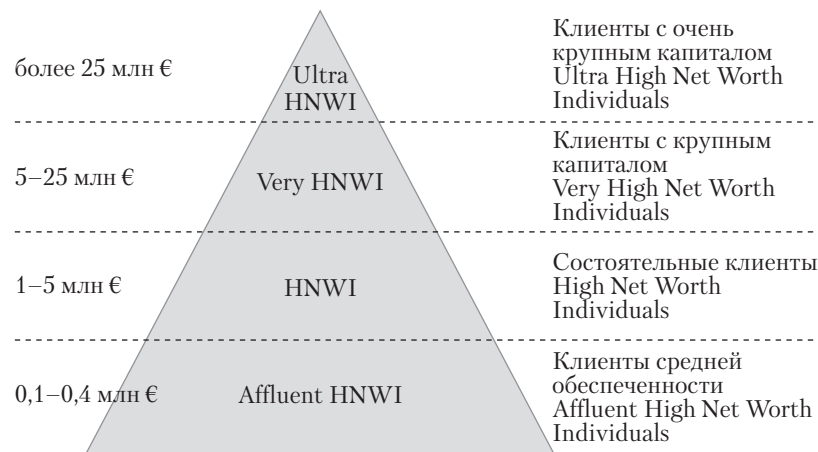 более 25 млн €
Ultra
HNWI
Клиенты с очень
крупным капиталом
Ultra High Net Worth
Individuals
5–25 млн €
Very HNWI
Клиенты с крупным
капиталом
Very High Net Worth
Individuals
1–5 млн €
HNWI
Состоятельные клиенты
High Net Worth
Individuals
0,1–0,4 млн €
Affluent HNWI
Клиенты средней
обеспеченности
Affluent High Net Worth
Individuals